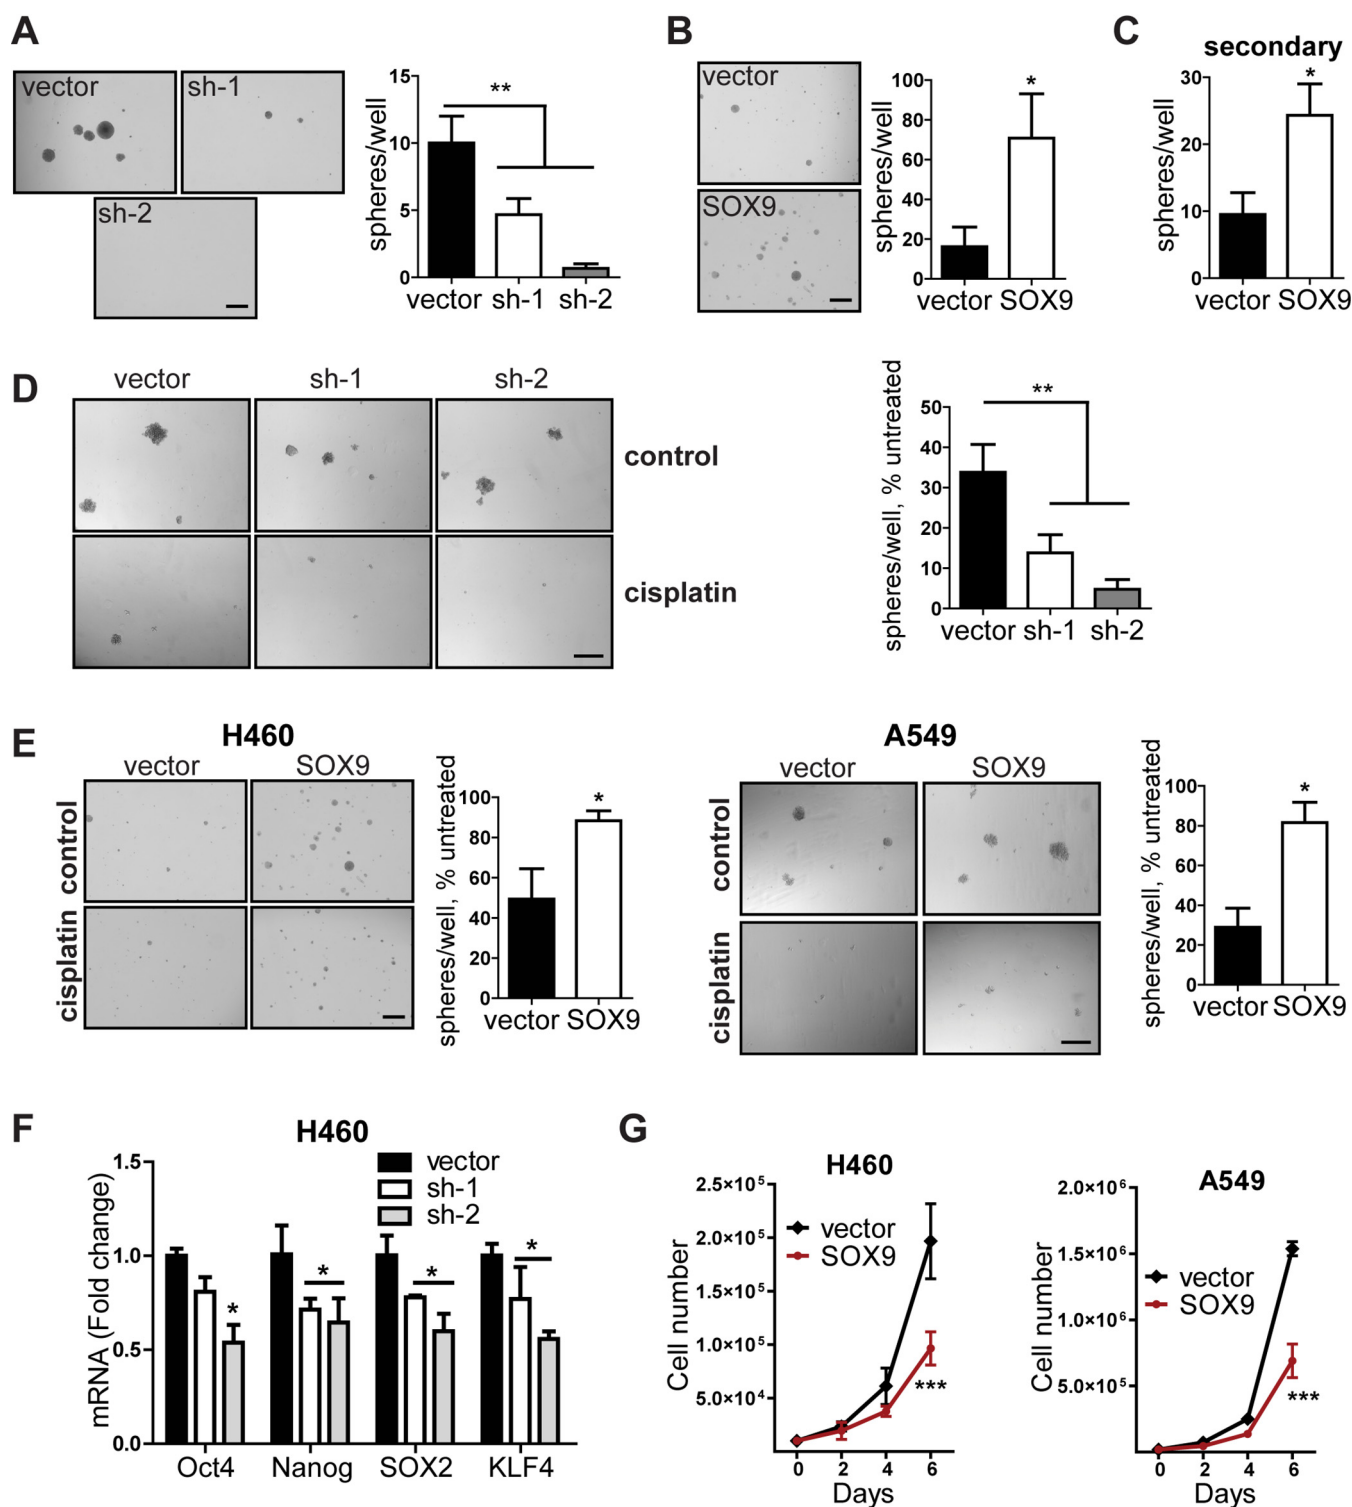 A
vector
sh-1
sh-2
spheres/well
15
10
5
0
**
vector sh-1 sh-2
B
vector
SOX9
spheres/well
100
80
60
40
20
0
*
vector SOX9
C
secondary
spheres/well
30
20
10
0
*
vector SOX9
D
vector sh-1 sh-2
control
cisplatin
spheres/well, % untreated
50
40
30
20
10
0
**
vector sh-1 sh-2
E
H460
vector SOX9
control
cisplatin
spheres/well, % untreated
100
80
60
40
20
0
*
vector SOX9
A549
vector SOX9
control
cisplatin
spheres/well, % untreated
100
80
60
40
20
0
*
vector SOX9
F
H460
mRNA (Fold change)
1.5
1.0
0.5
0.0
vector
sh-1
sh-2
*
*
*
*
Oct4 Nanog SOX2 KLF4
G
H460
Cell number
2.5×10⁵
2.0×10⁵
1.5×10⁵
1.0×10⁵
5.0×10⁴
vector
SOX9
***
0 2 4 6
Days
A549
Cell number
2.0×10⁶
1.5×10⁶
1.0×10⁶
5.0×10⁵
vector
SOX9
***
0 2 4 6
Days